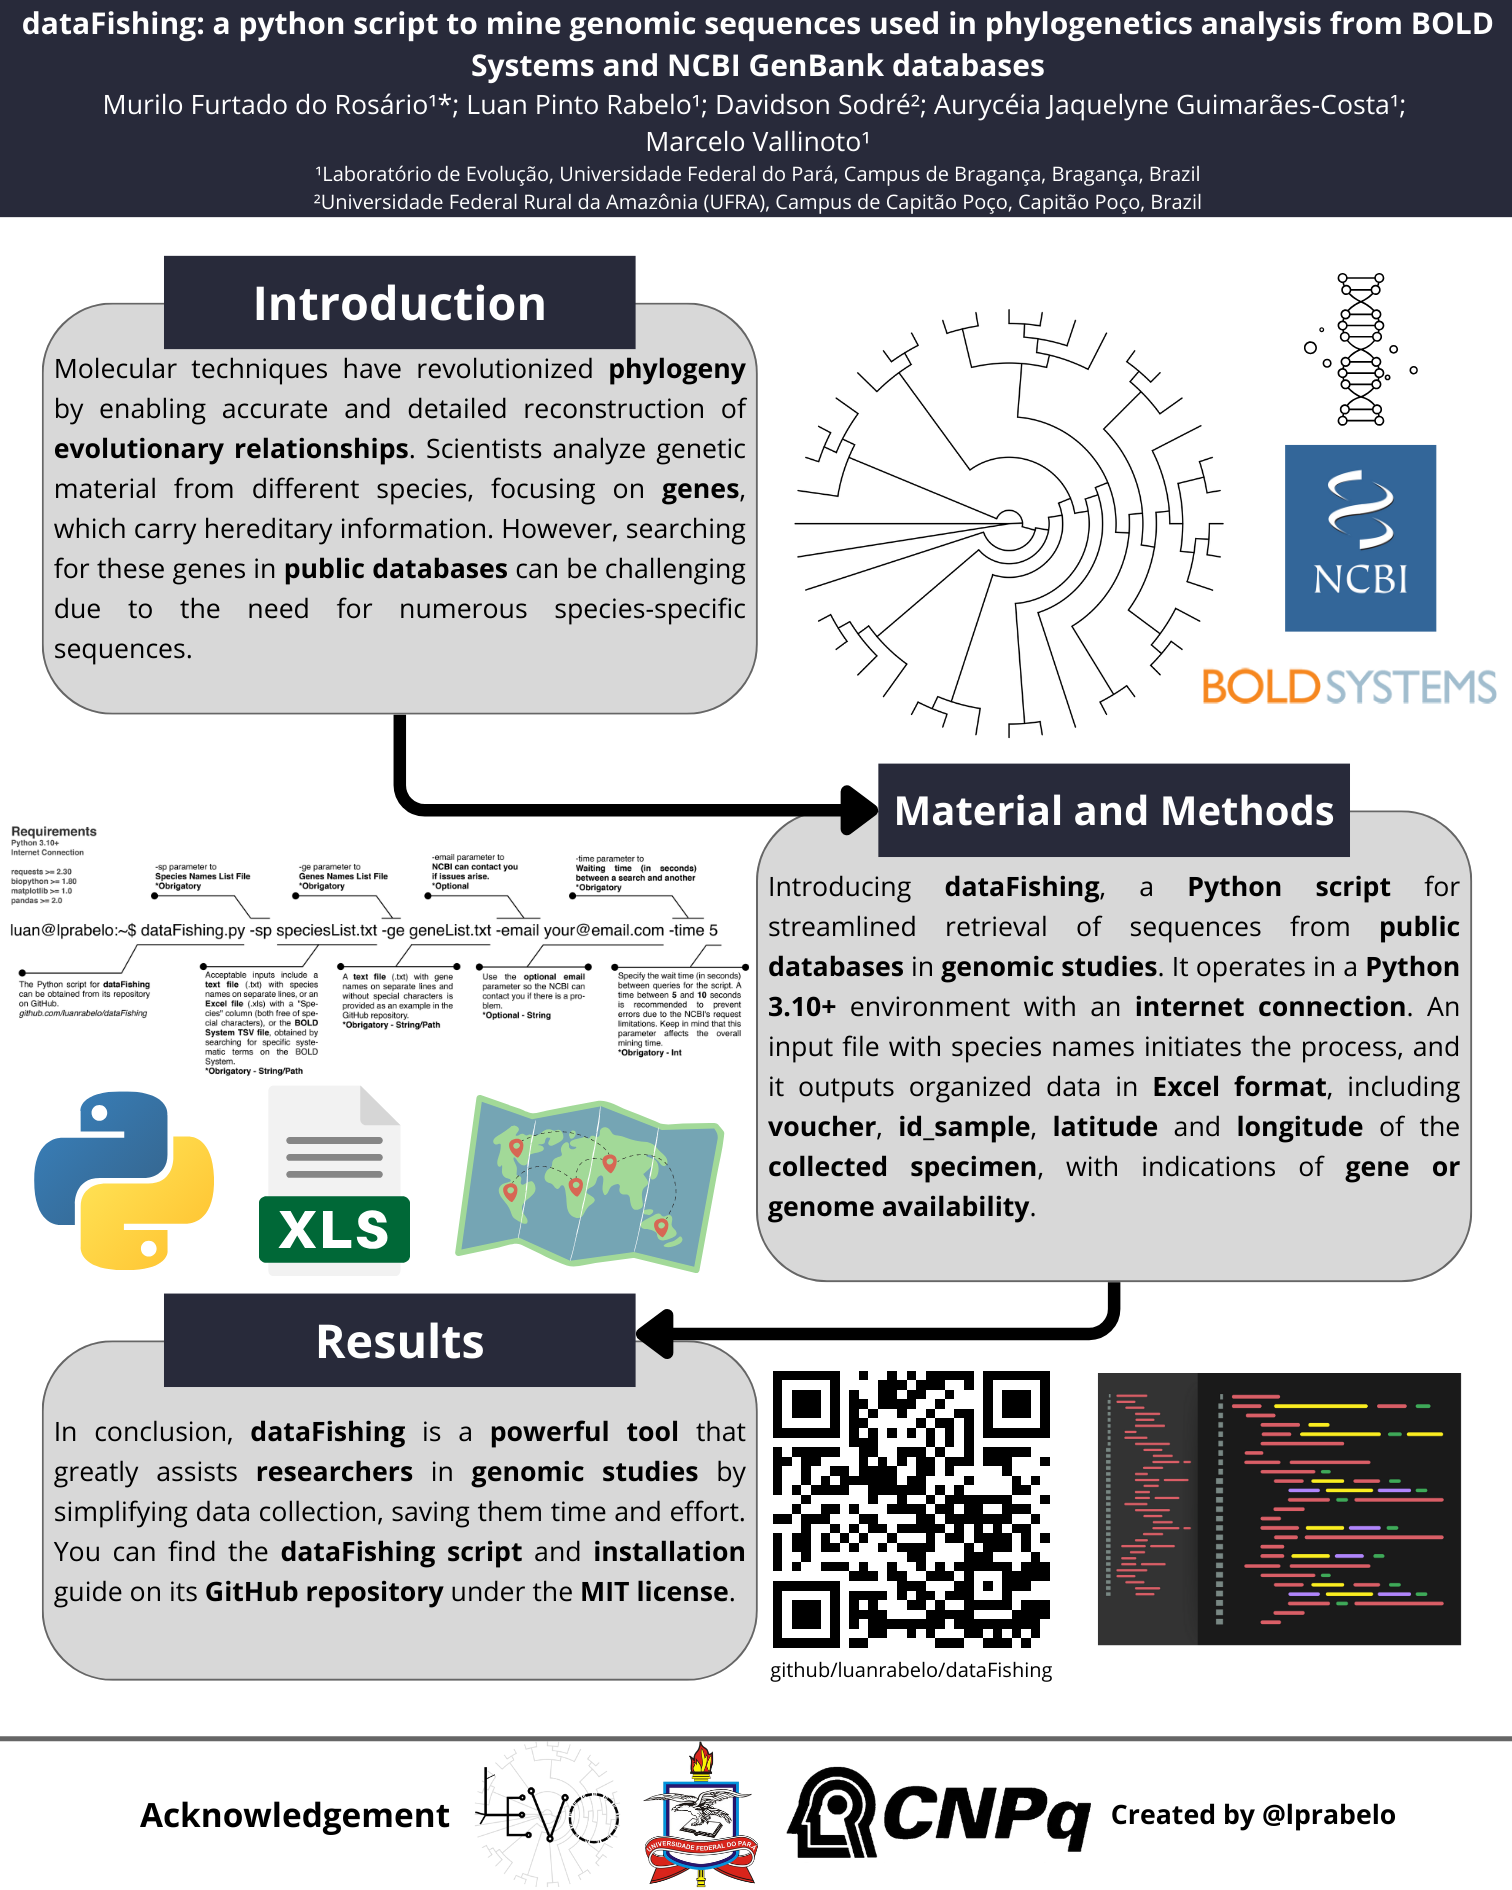 dataFishing: a python script to mine genomic sequences used in phylogenetics analysis from BOLD
Systems and NCBI GenBank databases
Murilo Furtado do Rosário¹*; Luan Pinto Rabelo¹; Davidson Sodré²; Aurycéia Jaquelyne Guimarães-Costa¹;
Marcelo Vallinoto¹
¹Laboratório de Evolução, Universidade Federal do Pará, Campus de Bragança, Bragança, Brazil
²Universidade Federal Rural da Amazônia (UFRA), Campus de Capitão Poço, Capitão Poço, Brazil
Introduction
Molecular techniques have revolutionized phylogeny
by enabling accurate and detailed reconstruction of
evolutionary relationships. Scientists analyze genetic
material from different species, focusing on genes,
which carry hereditary information. However, searching
for these genes in public databases can be challenging
due to the need for numerous species-specific
sequences.
NCBI
BOLDSYSTEMS
Requirements
Python 3.10+
Internet Connection
requests >= 2.30
biopython >= 1.80
matplotlib >= 1.0
pandas >= 2.0
-sp parameter to
Species Names List File
*Obrigatory
-ge parameter to
Genes Names List File
*Obrigatory
-email parameter to
NCBI can contact you
if issues arise.
*Optional
-time parameter to
Waiting time (in seconds)
between a search and another
*Obrigatory
luan@lprabelo:~$ dataFishing.py -sp speciesList.txt -ge geneList.txt -email your@email.com -time 5
The Python script for dataFishing
can be obtained from its repository
on GitHub.
github.com/luanrabelo/dataFishing
Acceptable inputs include a
text file (.txt) with species
names on separate lines, or an
Excel file (.xls) with a "Spe-
cies" column (both free of spe-
cial characters), or the BOLD
System TSV file, obtained by
searching for specific syste-
matic terms on the BOLD
System.
*Obrigatory - String/Path
A text file (.txt) with gene
names on separate lines and
without special characters is
provided as an example in the
GitHub repository.
*Obrigatory - String/Path
Use the optional email
parameter so the NCBI can
contact you if there is a pro-
blem.
*Optional - String
Specify the wait time (in seconds)
between queries for the script. A
time between 5 and 10 seconds
is recommended to prevent
errors due to the NCBI's request
limitations. Keep in mind that this
parameter affects the overall
mining time.
*Obrigatory - Int
XLS
Material and Methods
Introducing dataFishing, a Python script for
streamlined retrieval of sequences from public
databases in genomic studies. It operates in a Python
3.10+ environment with an internet connection. An
input file with species names initiates the process, and
it outputs organized data in Excel format, including
voucher, id_sample, latitude and longitude of the
collected specimen, with indications of gene or
genome availability.
Results
In conclusion, dataFishing is a powerful tool that
greatly assists researchers in genomic studies by
simplifying data collection, saving them time and effort.
You can find the dataFishing script and installation
guide on its GitHub repository under the MIT license.
github/luanrabelo/dataFishing
Acknowledgement
LEVO
UNIVERSIDADE FEDERAL DO PARÁ
CNPq
Created by @lprabelo